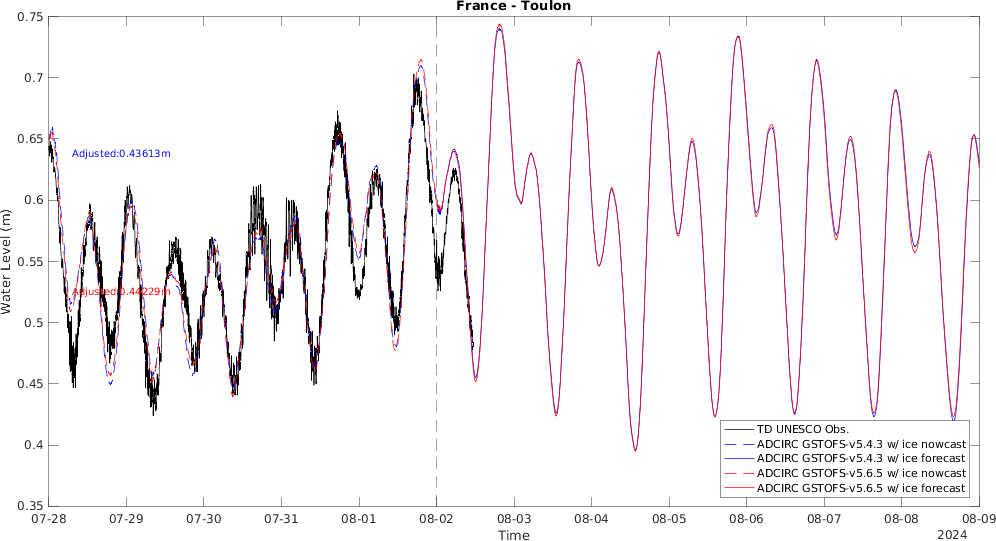 France - Toulon
0.75
0.7
0.65
0.6
0.55
0.5
0.45
0.4
0.35
Water Level (m)
Adjusted:0.43613m
Adjusted:0.44229m
TD UNESCO Obs.
ADCIRC GSTOFS-v5.4.3 w/ ice nowcast
ADCIRC GSTOFS-v5.4.3 w/ ice forecast
ADCIRC GSTOFS-v5.6.5 w/ ice nowcast
ADCIRC GSTOFS-v5.6.5 w/ ice forecast
07-28 07-29 07-30 07-31 08-01 08-02 08-03 08-04 08-05 08-06 08-07 08-08 08-09
Time
2024